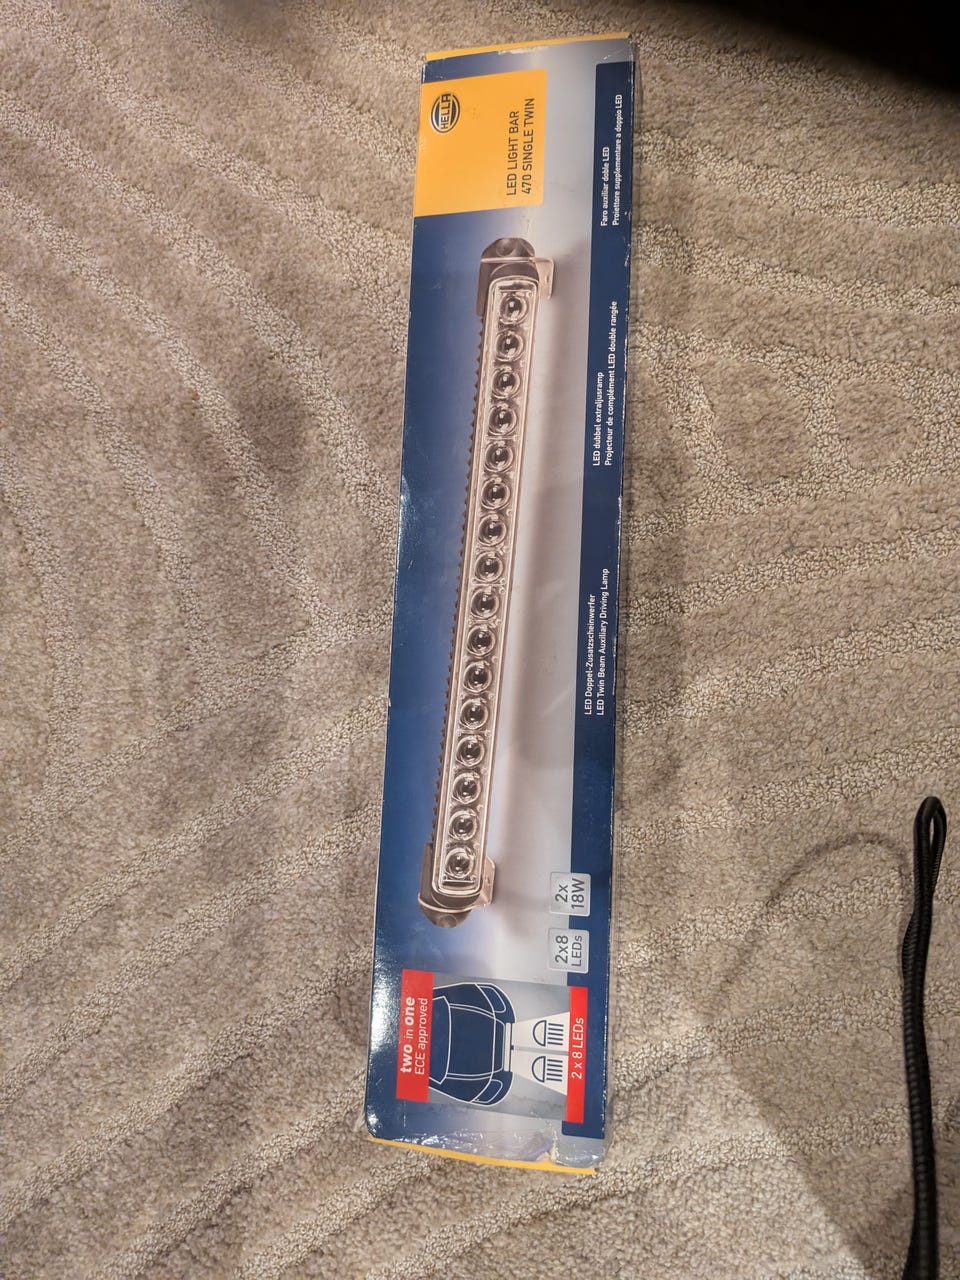 HELLA
LED LIGHT BAR
470 SINGLE TWIN
two in one
ECE approved
2 x 8 LEDs
2x8
LEDs
2x
18W
LED Doppel-Zusatzscheinwerfer
LED Twin Beam Auxiliary Driving Lamp
LED dubbel extraljusramp
Projecteur de complément LED double rangée
Faro auxiliar doble LED
Proiettore supplementare a doppio LED